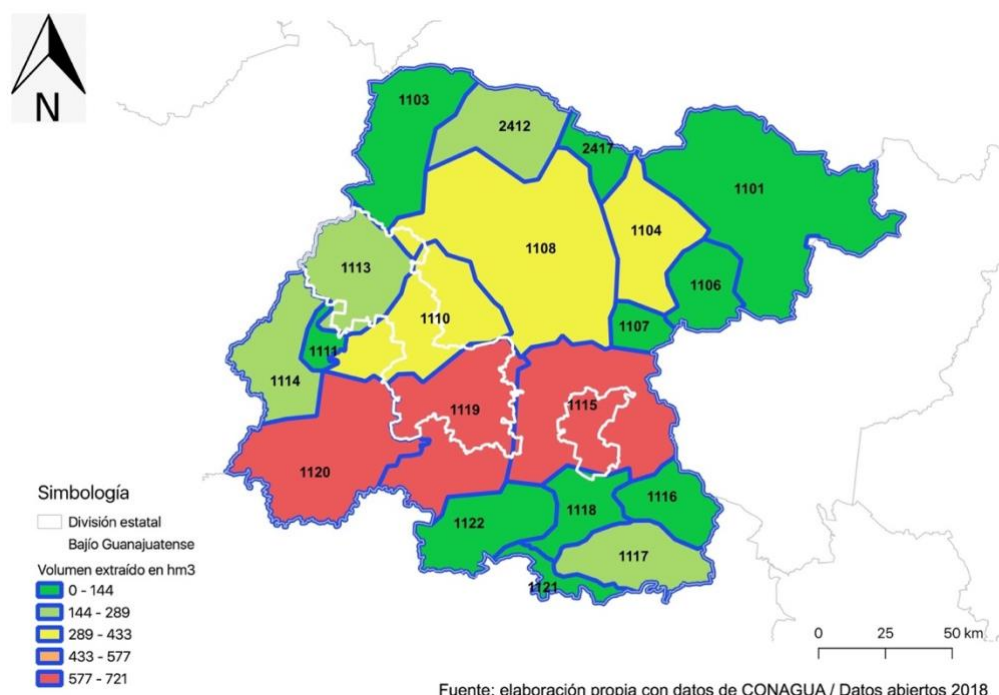 N
1103
2412
2417
1101
1104
1108
1113
1106
1110
1107
1111
1114
1119
1115
1120
1116
1118
1122
1117
1121
Simbología
División estatal
Bajío Guanajuatense
Volumen extraído en hm3
0 - 144
144 - 289
289 - 433
433 - 577
577 - 721
0 25 50 km
Fuente: elaboración propia con datos de CONAGUA / Datos abiertos 2018